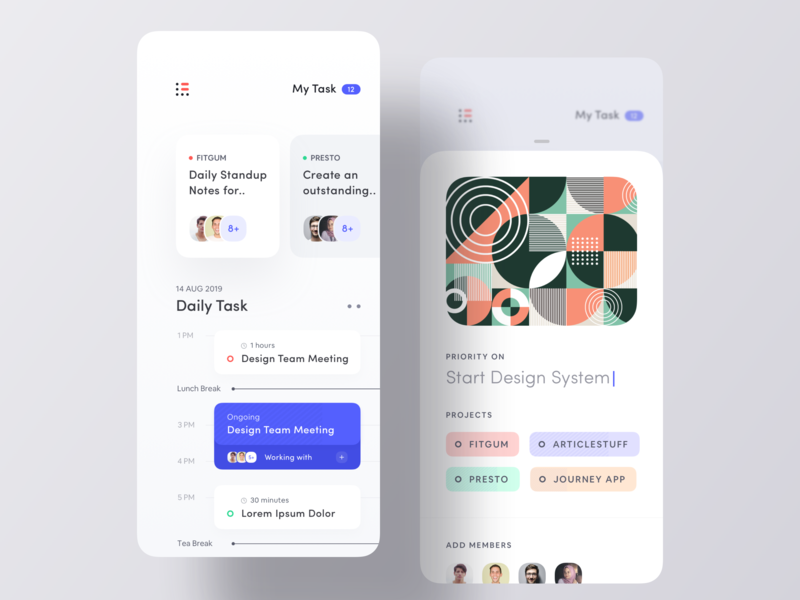 My Task 12
FITGUM
Daily Standup
Notes for..
8+
PRESTO
Create an
outstanding..
8+
14 AUG 2019
Daily Task
1 PM
1 hours
Design Team Meeting
Lunch Break
3 PM
Ongoing
Design Team Meeting
4 PM
Working with
+
5 PM
30 minutes
Lorem Ipsum Dolor
Tea Break
My Task 12
PRIORITY ON
Start Design System
PROJECTS
FITGUM
ARTICLESTUFF
PRESTO
JOURNEY APP
ADD MEMBERS